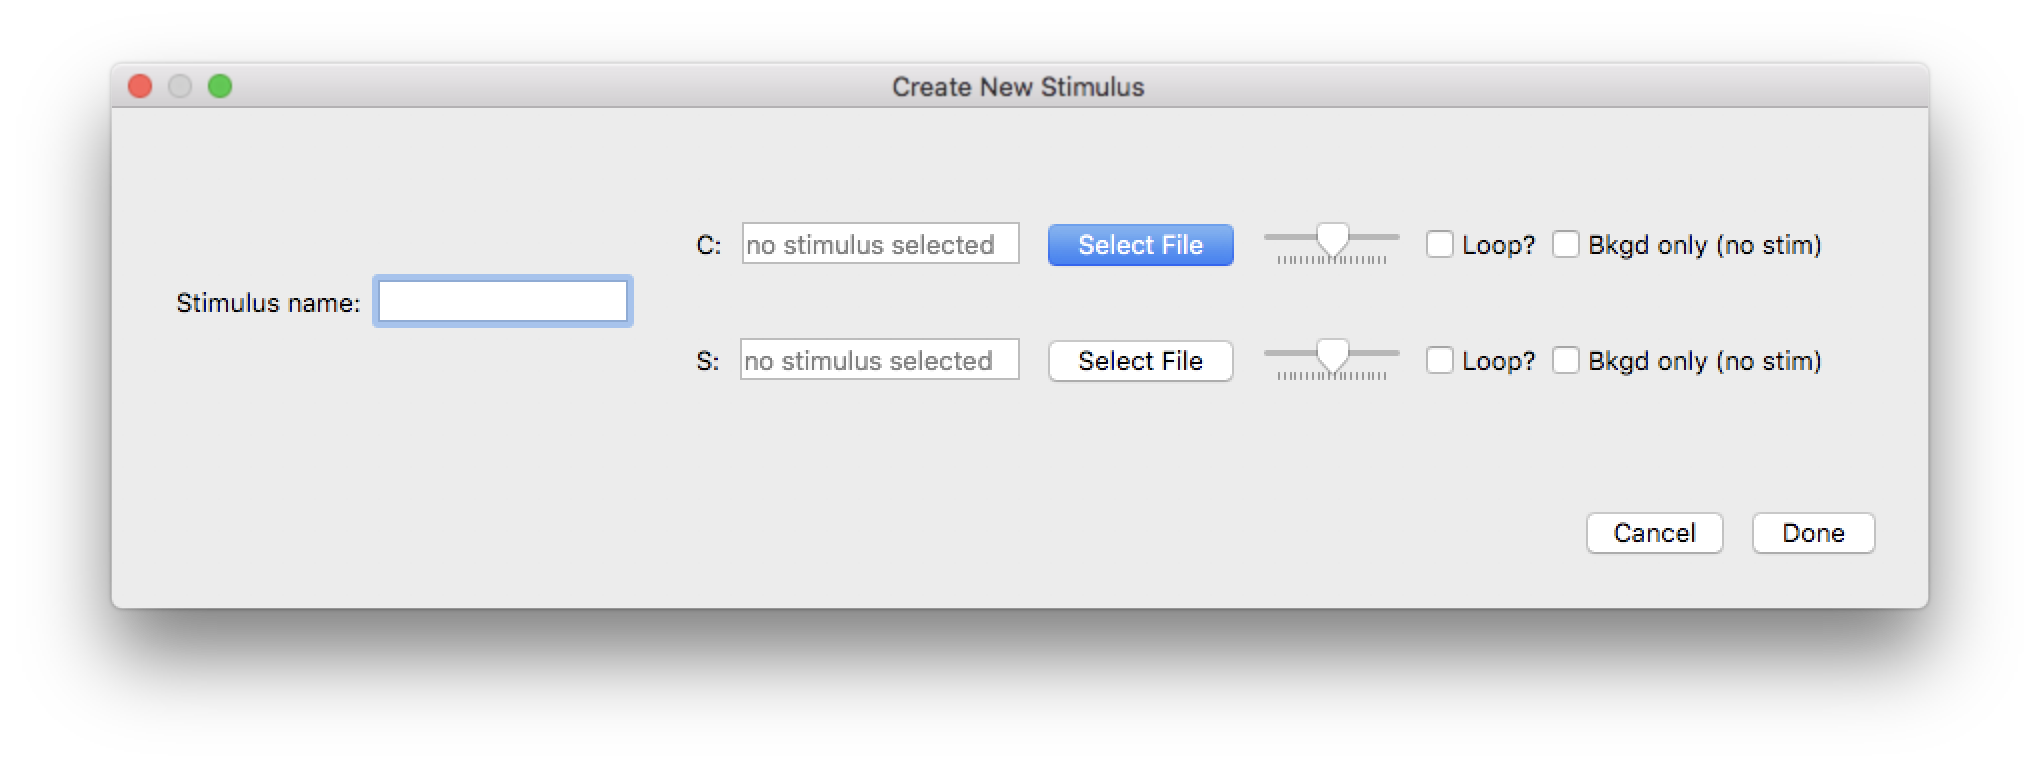 Create New Stimulus
C: no stimulus selected Select File Loop? Bkgd only (no stim)
Stimulus name:
S: no stimulus selected Select File Loop? Bkgd only (no stim)
Cancel Done